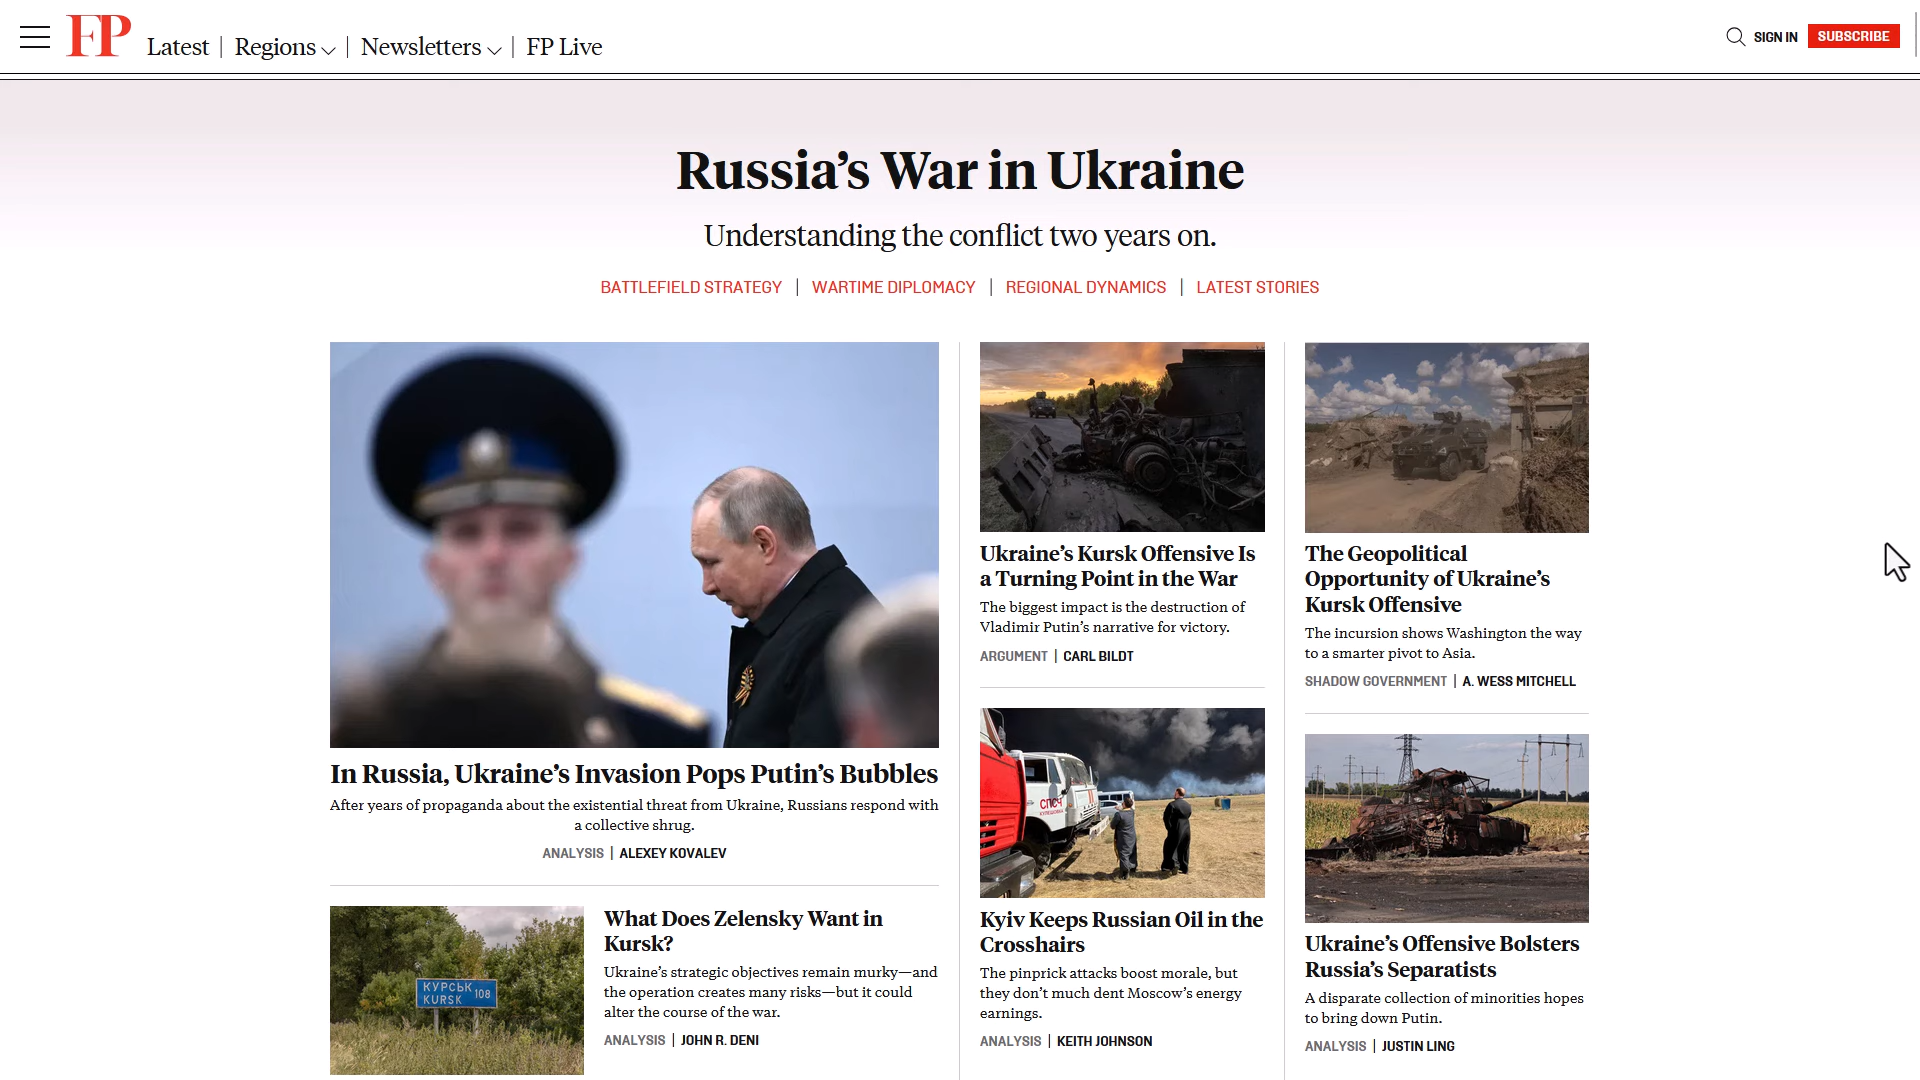 FP
Latest | Regions | Newsletters | FP Live
SIGN IN
SUBSCRIBE
Russia’s War in Ukraine
Understanding the conflict two years on.
BATTLEFIELD STRATEGY | WARTIME DIPLOMACY | REGIONAL DYNAMICS | LATEST STORIES
In Russia, Ukraine’s Invasion Pops Putin’s Bubbles
After years of propaganda about the existential threat from Ukraine, Russians respond with
a collective shrug.
ANALYSIS | ALEXEY KOVALEV
КУРСЬК
KURSK 108
What Does Zelensky Want in
Kursk?
Ukraine’s strategic objectives remain murky—and
the operation creates many risks—but it could
alter the course of the war.
ANALYSIS | JOHN R. DENI
Ukraine’s Kursk Offensive Is
a Turning Point in the War
The biggest impact is the destruction of
Vladimir Putin’s narrative for victory.
ARGUMENT | CARL BILDT
Kyiv Keeps Russian Oil in the
Crosshairs
The pinprick attacks boost morale, but
they don’t much dent Moscow’s energy
earnings.
ANALYSIS | KEITH JOHNSON
The Geopolitical
Opportunity of Ukraine’s
Kursk Offensive
The incursion shows Washington the way
to a smarter pivot to Asia.
SHADOW GOVERNMENT | A. WESS MITCHELL
Ukraine’s Offensive Bolsters
Russia’s Separatists
A disparate collection of minorities hopes
to bring down Putin.
ANALYSIS | JUSTIN LING